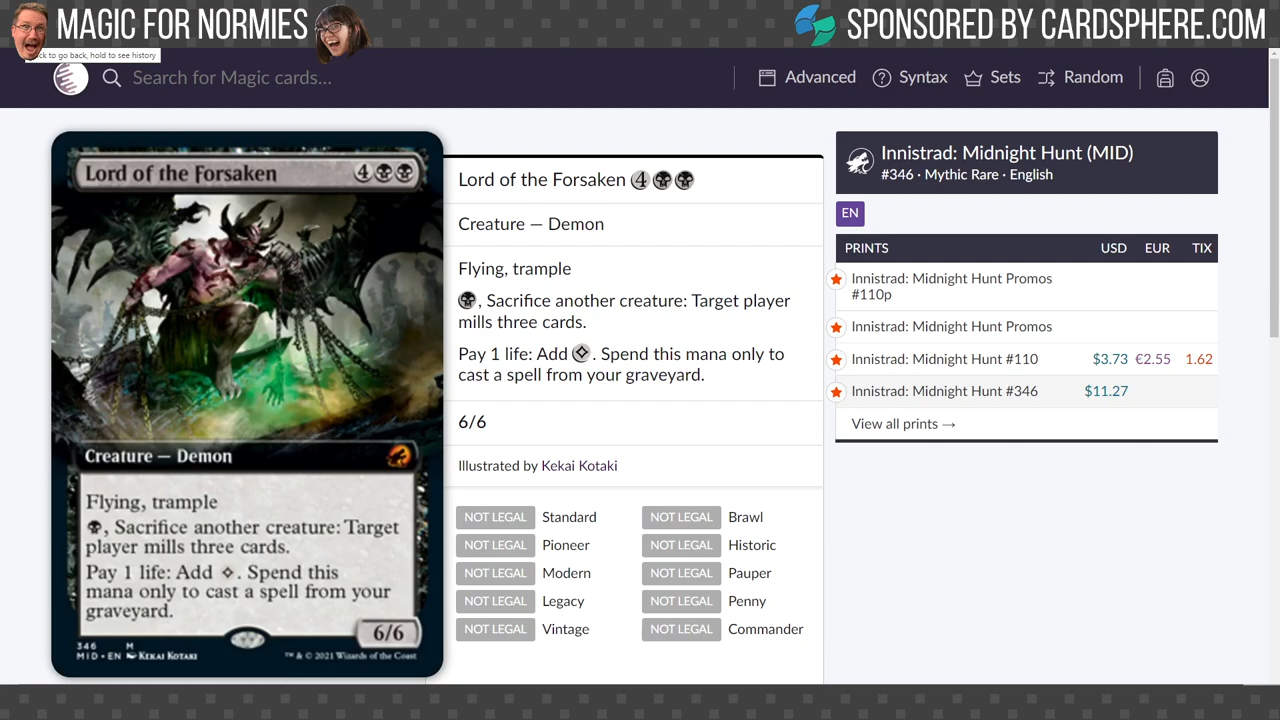 MAGIC FOR NORMIES
SPONSORED BY CARDSPHERE.COM
to go back, hold to see history
Search for Magic cards...
Advanced
Syntax
Sets
Random
Lord of the Forsaken 4
Creature — Demon
Flying, trample
, Sacrifice another creature: Target
player mills three cards.
Pay 1 life: Add . Spend this
mana only to cast a spell from your
graveyard.
6/6
346 M
MID • EN KEKAI KOTAKI
™ & © 2021 Wizards of the Coast
Lord of the Forsaken 4
Creature — Demon
Flying, trample
, Sacrifice another creature: Target player
mills three cards.
Pay 1 life: Add . Spend this mana only to
cast a spell from your graveyard.
6/6
Illustrated by Kekai Kotaki
NOT LEGAL Standard NOT LEGAL Brawl
NOT LEGAL Pioneer NOT LEGAL Historic
NOT LEGAL Modern NOT LEGAL Pauper
NOT LEGAL Legacy NOT LEGAL Penny
NOT LEGAL Vintage NOT LEGAL Commander
Innistrad: Midnight Hunt (MID)
#346 · Mythic Rare · English
EN
PRINTS USD EUR TIX
Innistrad: Midnight Hunt Promos
#110p
Innistrad: Midnight Hunt Promos
Innistrad: Midnight Hunt #110 $3.73 €2.55 1.62
Innistrad: Midnight Hunt #346 $11.27
View all prints →